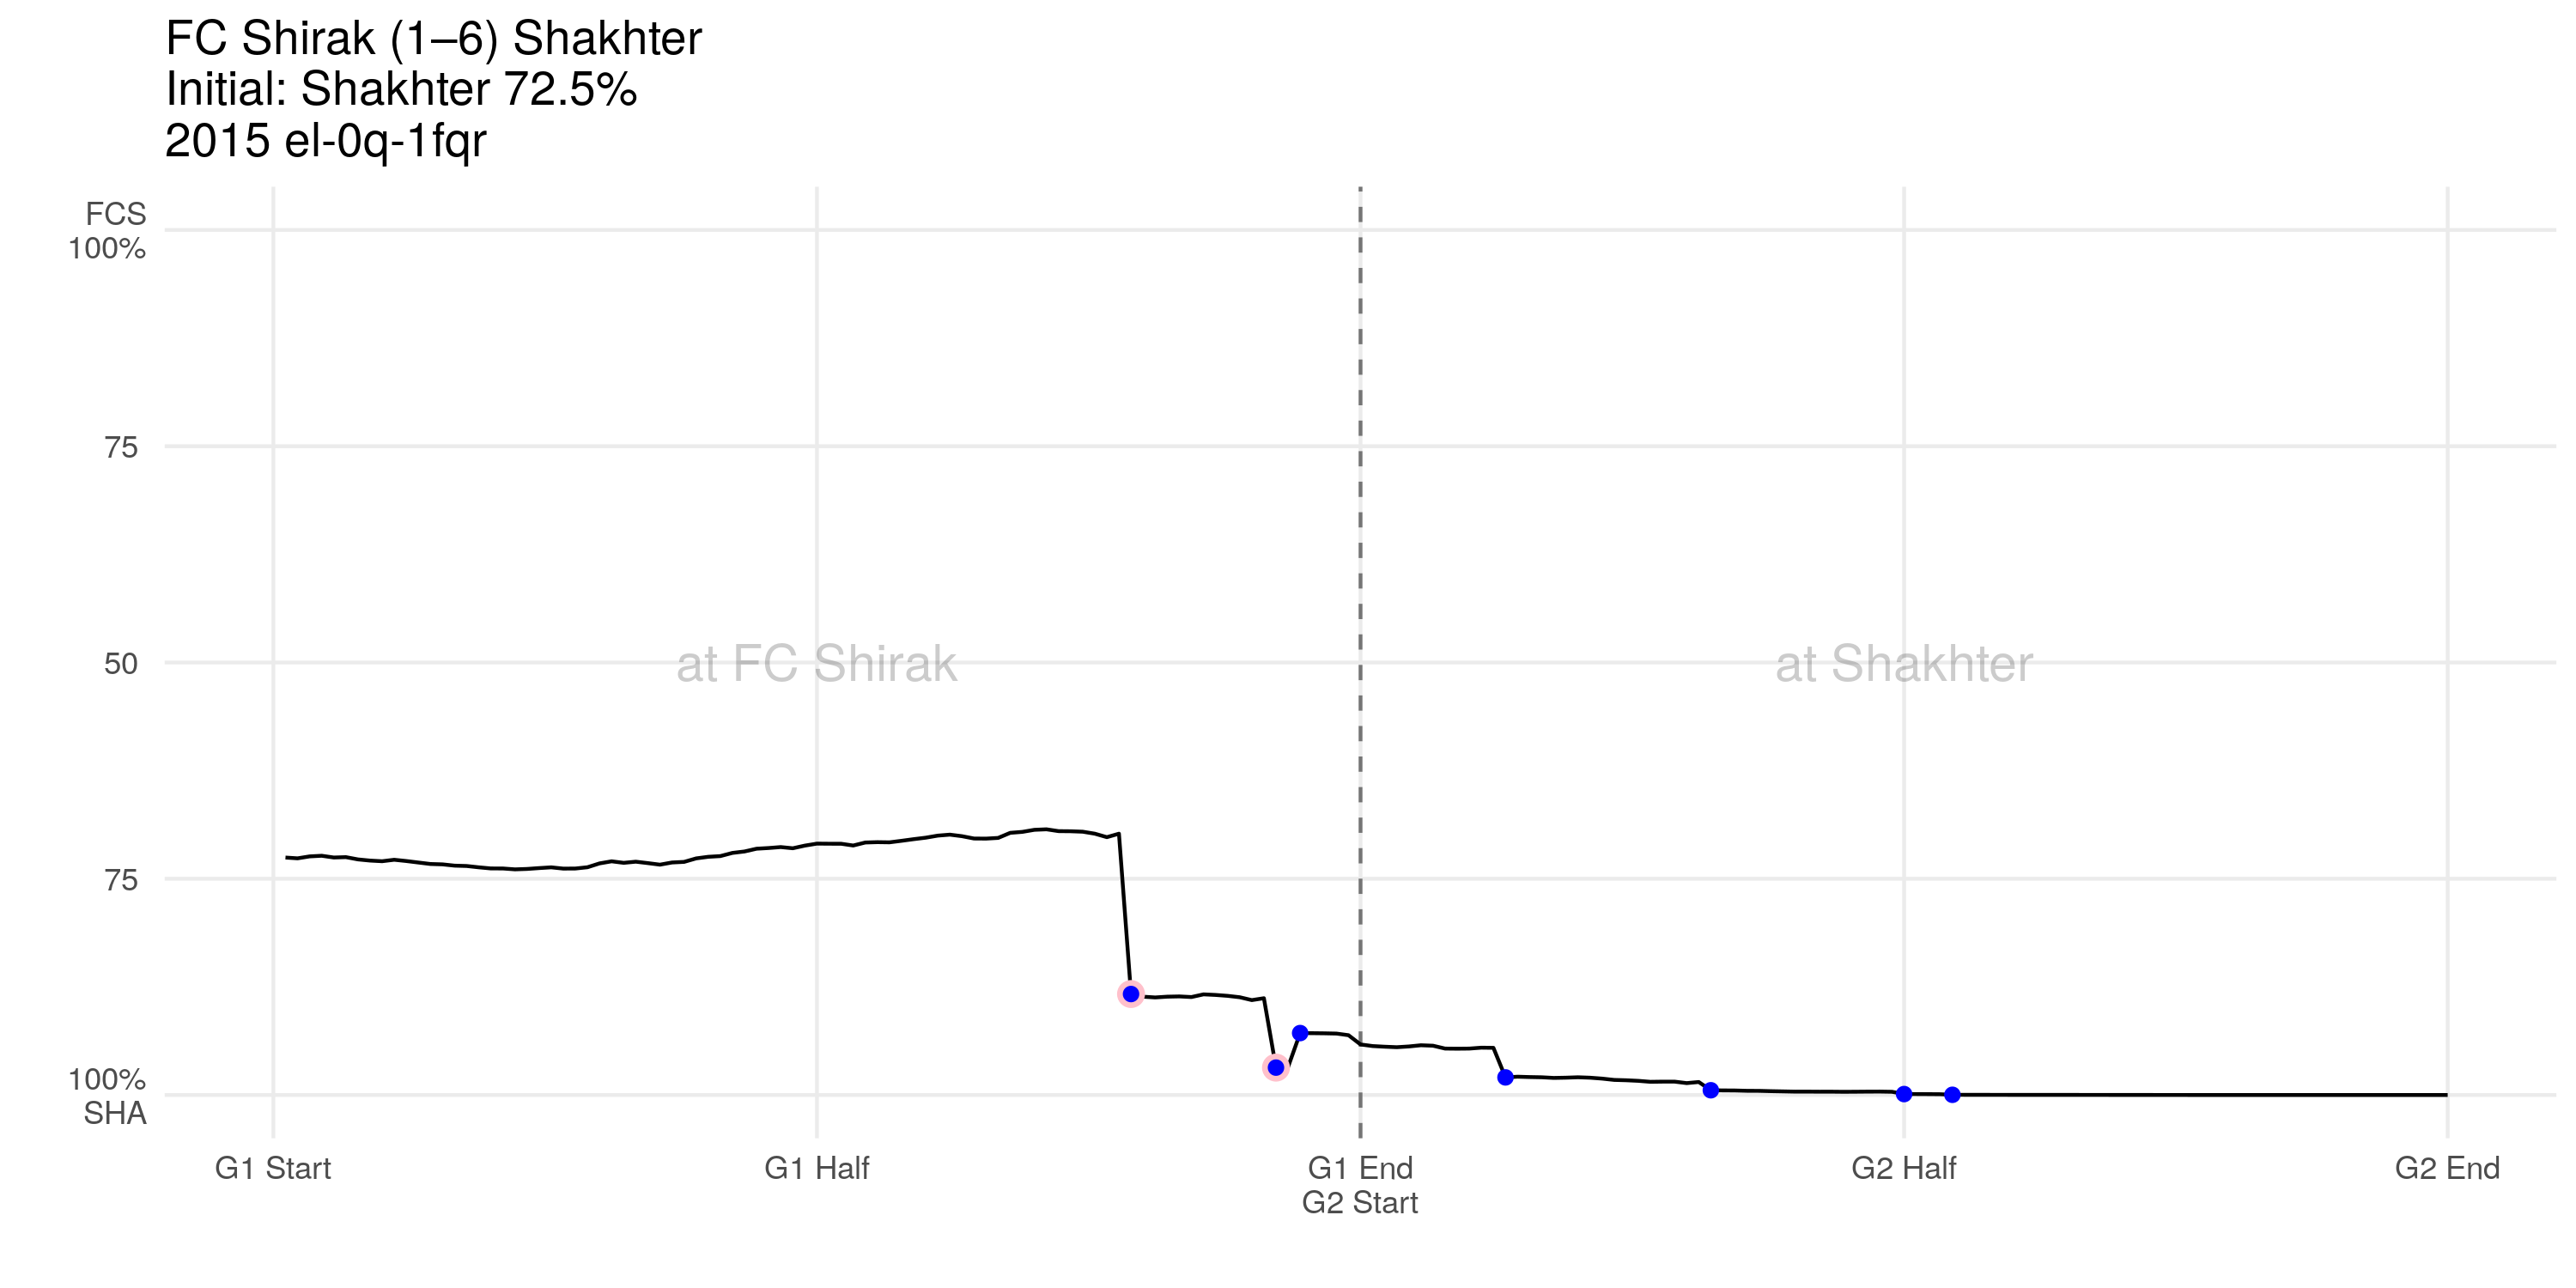 FC Shirak (1–6) Shakhter
Initial: Shakhter 72.5%
2015 el-0q-1fqr
FCS
100%
75
50
75
100%
SHA
at FC Shirak
at Shakhter
G1 Start
G1 Half
G1 End
G2 Start
G2 Half
G2 End